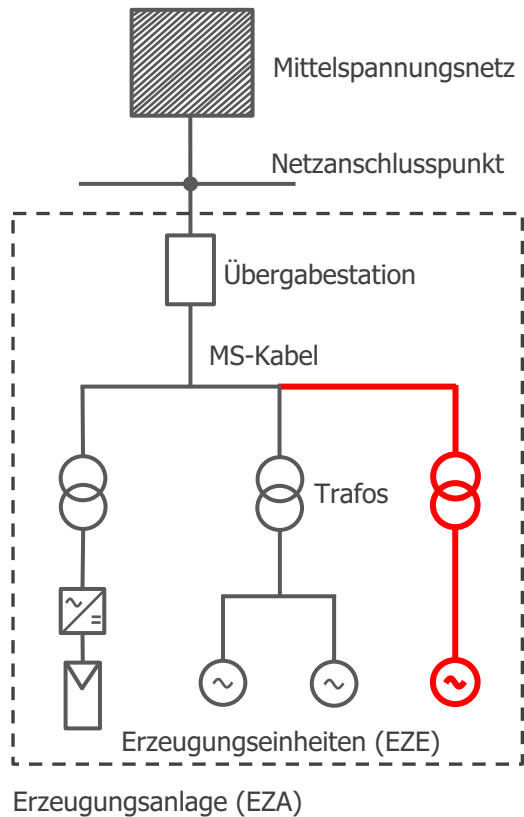 Mittelspannungsnetz
Netzanschlusspunkt
Übergabestation
MS-Kabel
Trafos
Erzeugungseinheiten (EZE)
Erzeugungsanlage (EZA)